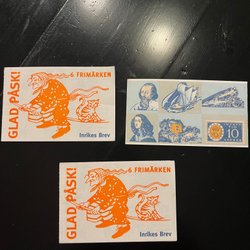 GLAD PÅSK!
6 FRIMÄRKEN
Inrikes Brev
10
GLAD PÅSK!
6 FRIMÄRKEN
Inrikes Brev